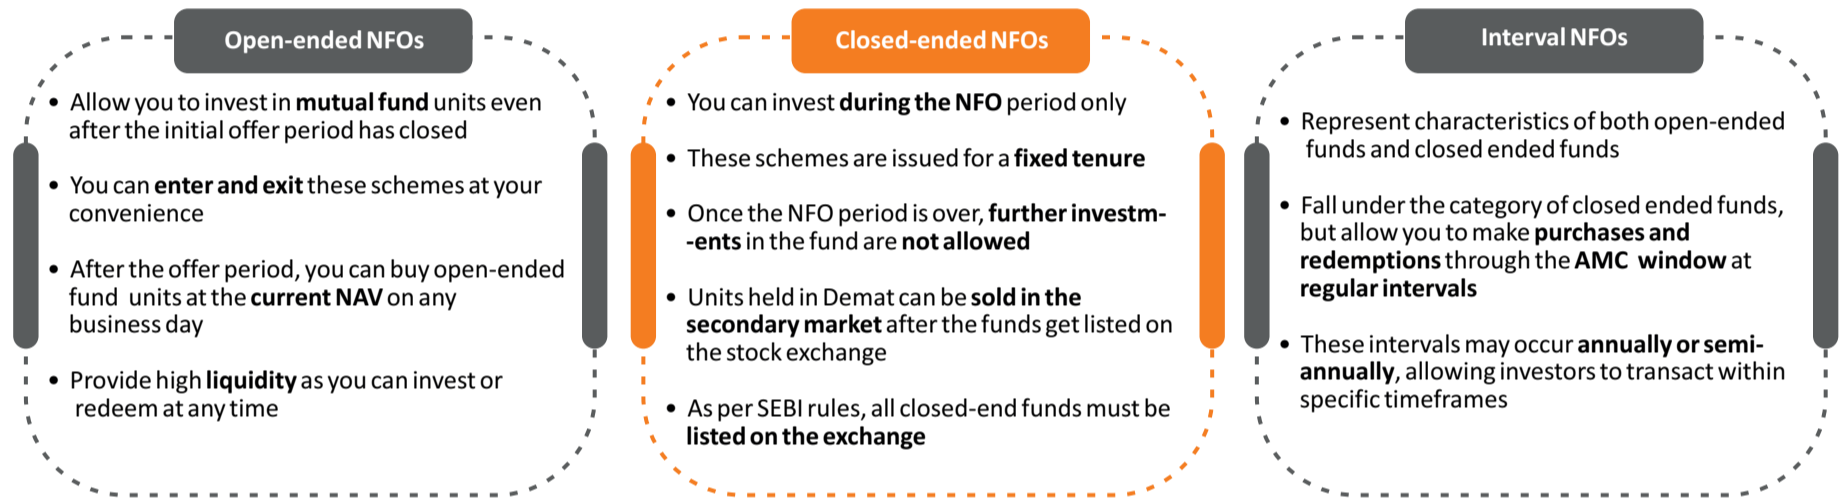 Open-ended NFOs
• Allow you to invest in mutual fund units even
after the initial offer period has closed
• You can enter and exit these schemes at your
convenience
• After the offer period, you can buy open-ended
fund units at the current NAV on any
business day
• Provide high liquidity as you can invest or
redeem at any time
Closed-ended NFOs
• You can invest during the NFO period only
• These schemes are issued for a fixed tenure
• Once the NFO period is over, further investm-
-ents in the fund are not allowed
• Units held in Demat can be sold in the
secondary market after the funds get listed on
the stock exchange
• As per SEBI rules, all closed-end funds must be
listed on the exchange
Interval NFOs
• Represent characteristics of both open-ended
funds and closed ended funds
• Fall under the category of closed ended funds,
but allow you to make purchases and
redemptions through the AMC window at
regular intervals
• These intervals may occur annually or semi-
annually, allowing investors to transact within
specific timeframes